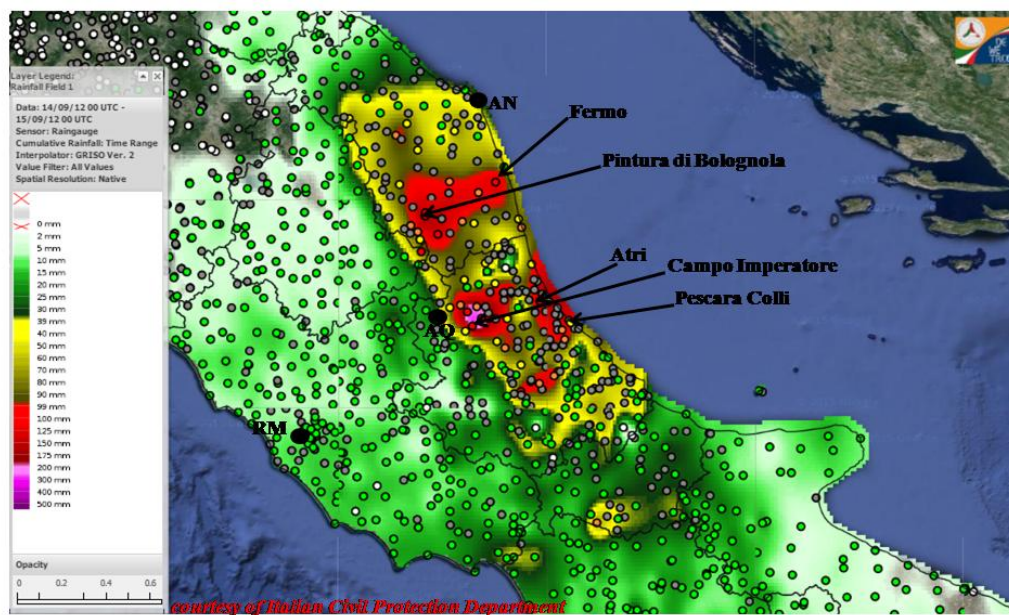 Layer Legend:
Rainfall Field 1
Data: 14/09/12 00 UTC -
15/09/12 00 UTC
Sensor: Raingauge
Cumulative Rainfall: Time Range
Interpolator: GRISO Ver. 2
Value Filter: All Values
Spatial Resolution: Native
0 mm
2 mm
5 mm
10 mm
15 mm
20 mm
25 mm
30 mm
39 mm
40 mm
50 mm
60 mm
70 mm
80 mm
90 mm
99 mm
100 mm
125 mm
150 mm
175 mm
200 mm
300 mm
400 mm
500 mm
Opacity
0 0.2 0.4 0.6
AN
Fermo
Pintura di Bolognola
Atri
Campo Imperatore
Pescara Colli
AQ
RM
DE
WE
TRO
courtesy of Italian Civil Protection Department